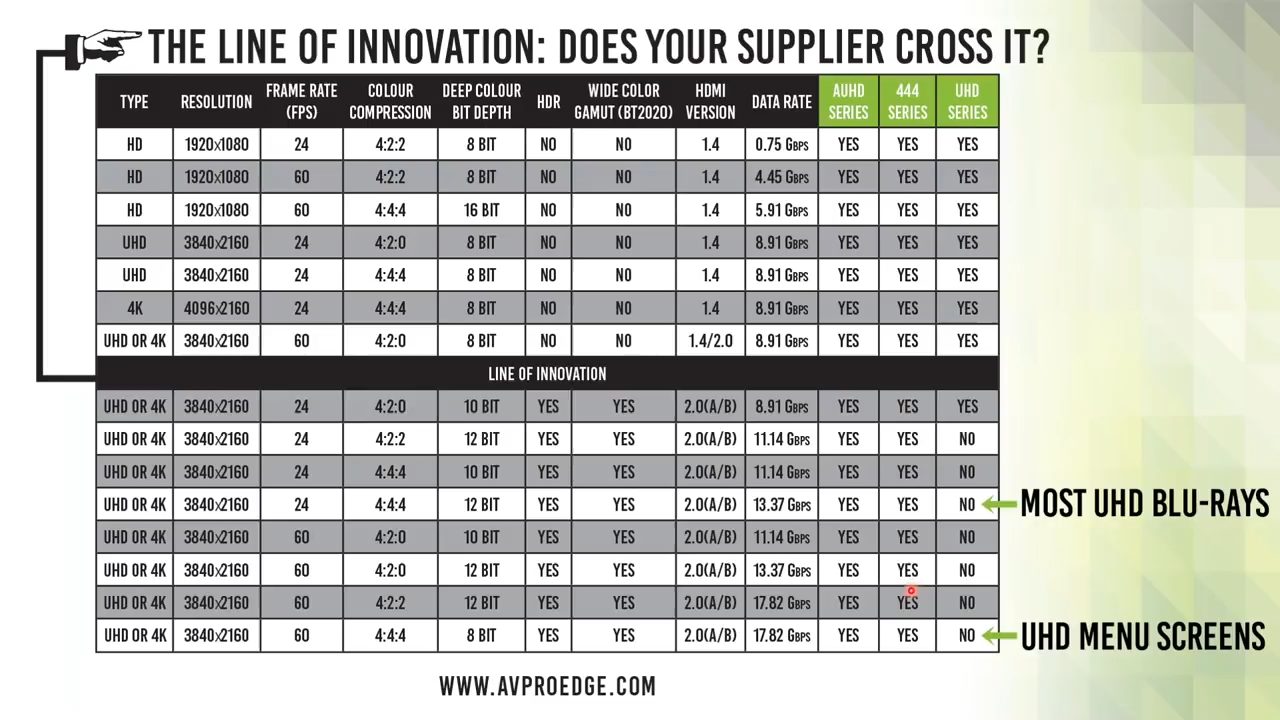 THE LINE OF INNOVATION: DOES YOUR SUPPLIER CROSS IT?
TYPE RESOLUTION FRAME RATE (FPS) COLOUR COMPRESSION DEEP COLOUR BIT DEPTH HDR WIDE COLOR GAMUT (BT2020) HDMI VERSION DATA RATE AUHD SERIES 444 SERIES UHD SERIES
HD 1920x1080 24 4:2:2 8 BIT NO NO 1.4 0.75 GBPS YES YES YES
HD 1920x1080 60 4:2:2 8 BIT NO NO 1.4 4.45 GBPS YES YES YES
HD 1920x1080 60 4:4:4 16 BIT NO NO 1.4 5.91 GBPS YES YES YES
UHD 3840x2160 24 4:2:0 8 BIT NO NO 1.4 8.91 GBPS YES YES YES
UHD 3840x2160 24 4:4:4 8 BIT NO NO 1.4 8.91 GBPS YES YES YES
4K 4096x2160 24 4:4:4 8 BIT NO NO 1.4 8.91 GBPS YES YES YES
UHD OR 4K 3840x2160 60 4:2:0 8 BIT NO NO 1.4/2.0 8.91 GBPS YES YES YES
LINE OF INNOVATION
UHD OR 4K 3840x2160 24 4:2:0 10 BIT YES YES 2.0(A/B) 8.91 GBPS YES YES YES
UHD OR 4K 3840x2160 24 4:2:2 12 BIT YES YES 2.0(A/B) 11.14 GBPS YES YES NO
UHD OR 4K 3840x2160 24 4:4:4 10 BIT YES YES 2.0(A/B) 11.14 GBPS YES YES NO
UHD OR 4K 3840x2160 24 4:4:4 12 BIT YES YES 2.0(A/B) 13.37 GBPS YES YES NO MOST UHD BLU-RAYS
UHD OR 4K 3840x2160 60 4:2:0 10 BIT YES YES 2.0(A/B) 11.14 GBPS YES YES NO
UHD OR 4K 3840x2160 60 4:2:0 12 BIT YES YES 2.0(A/B) 13.37 GBPS YES YES NO
UHD OR 4K 3840x2160 60 4:2:2 12 BIT YES YES 2.0(A/B) 17.82 GBPS YES YES NO
UHD OR 4K 3840x2160 60 4:4:4 8 BIT YES YES 2.0(A/B) 17.82 GBPS YES YES NO UHD MENU SCREENS
WWW.AVPROEDGE.COM